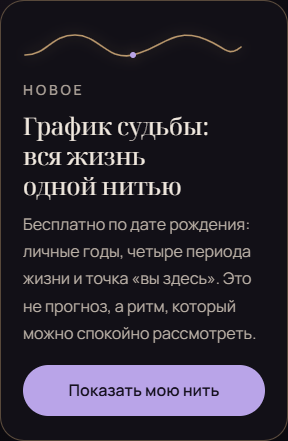 НОВОЕ
График судьбы:
вся жизнь
одной нитью
Бесплатно по дате рождения:
личные годы, четыре периода
жизни и точка «вы здесь». Это
не прогноз, а ритм, который
можно спокойно рассмотреть.
Показать мою нить